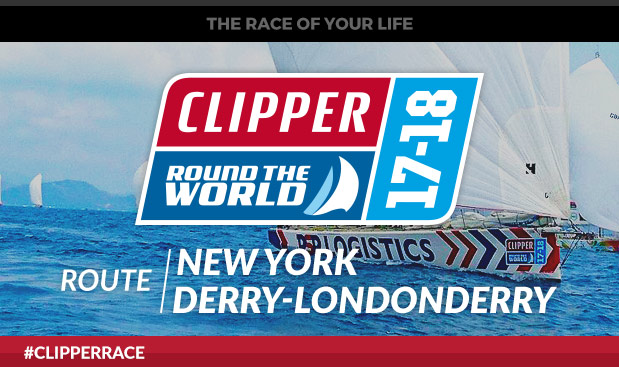 THE RACE OF YOUR LIFE
CLIPPER
17-18
ROUND THE
WORLD
LOGISTICS
CLIPPER
17-18
ROUTE
NEW YORK
DERRY-LONDONDERRY
#CLIPPERRACE